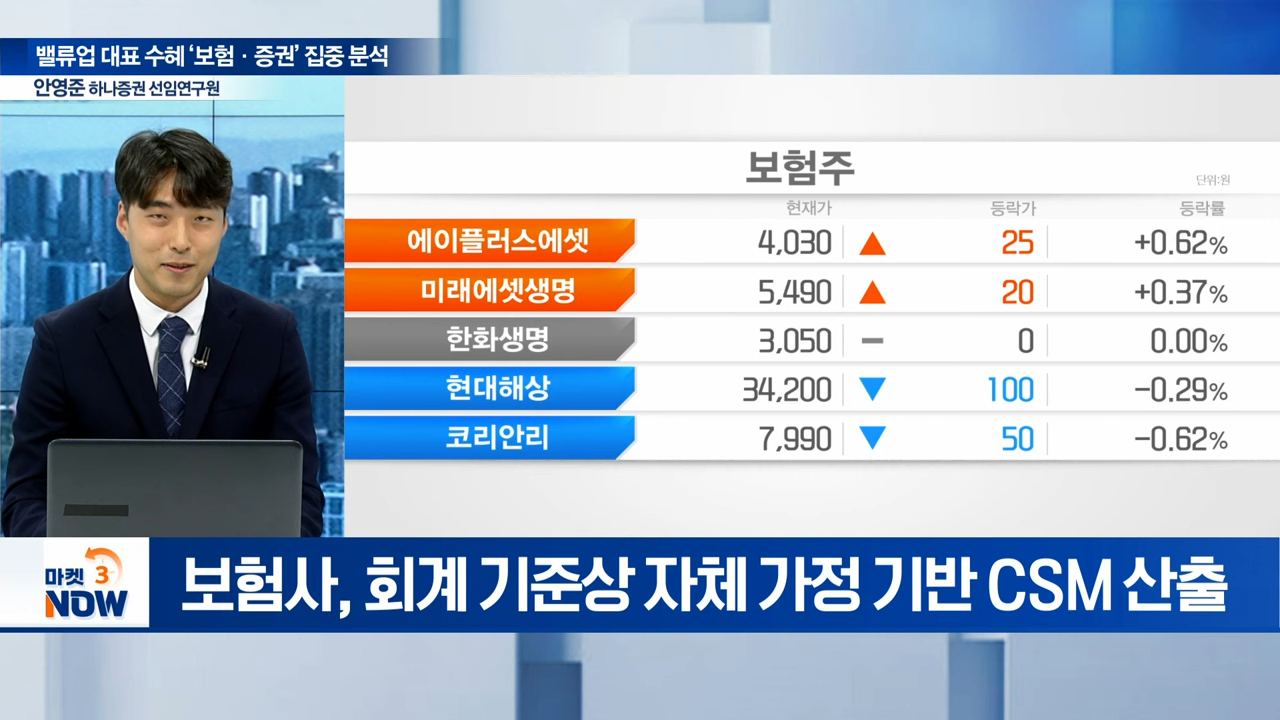 밸류업 대표 수혜 ‘보험 · 증권’ 집중 분석
안영준 하나증권 선임연구원
보험주
단위:원
현재가 등락가 등락률
에이플러스에셋 4,030 ▲ 25 +0.62%
미래에셋생명 5,490 ▲ 20 +0.37%
한화생명 3,050 － 0 0.00%
현대해상 34,200 ▼ 100 −0.29%
코리안리 7,990 ▼ 50 −0.62%
마켓 3
NOW
보험사, 회계 기준상 자체 가정 기반 CSM 산출